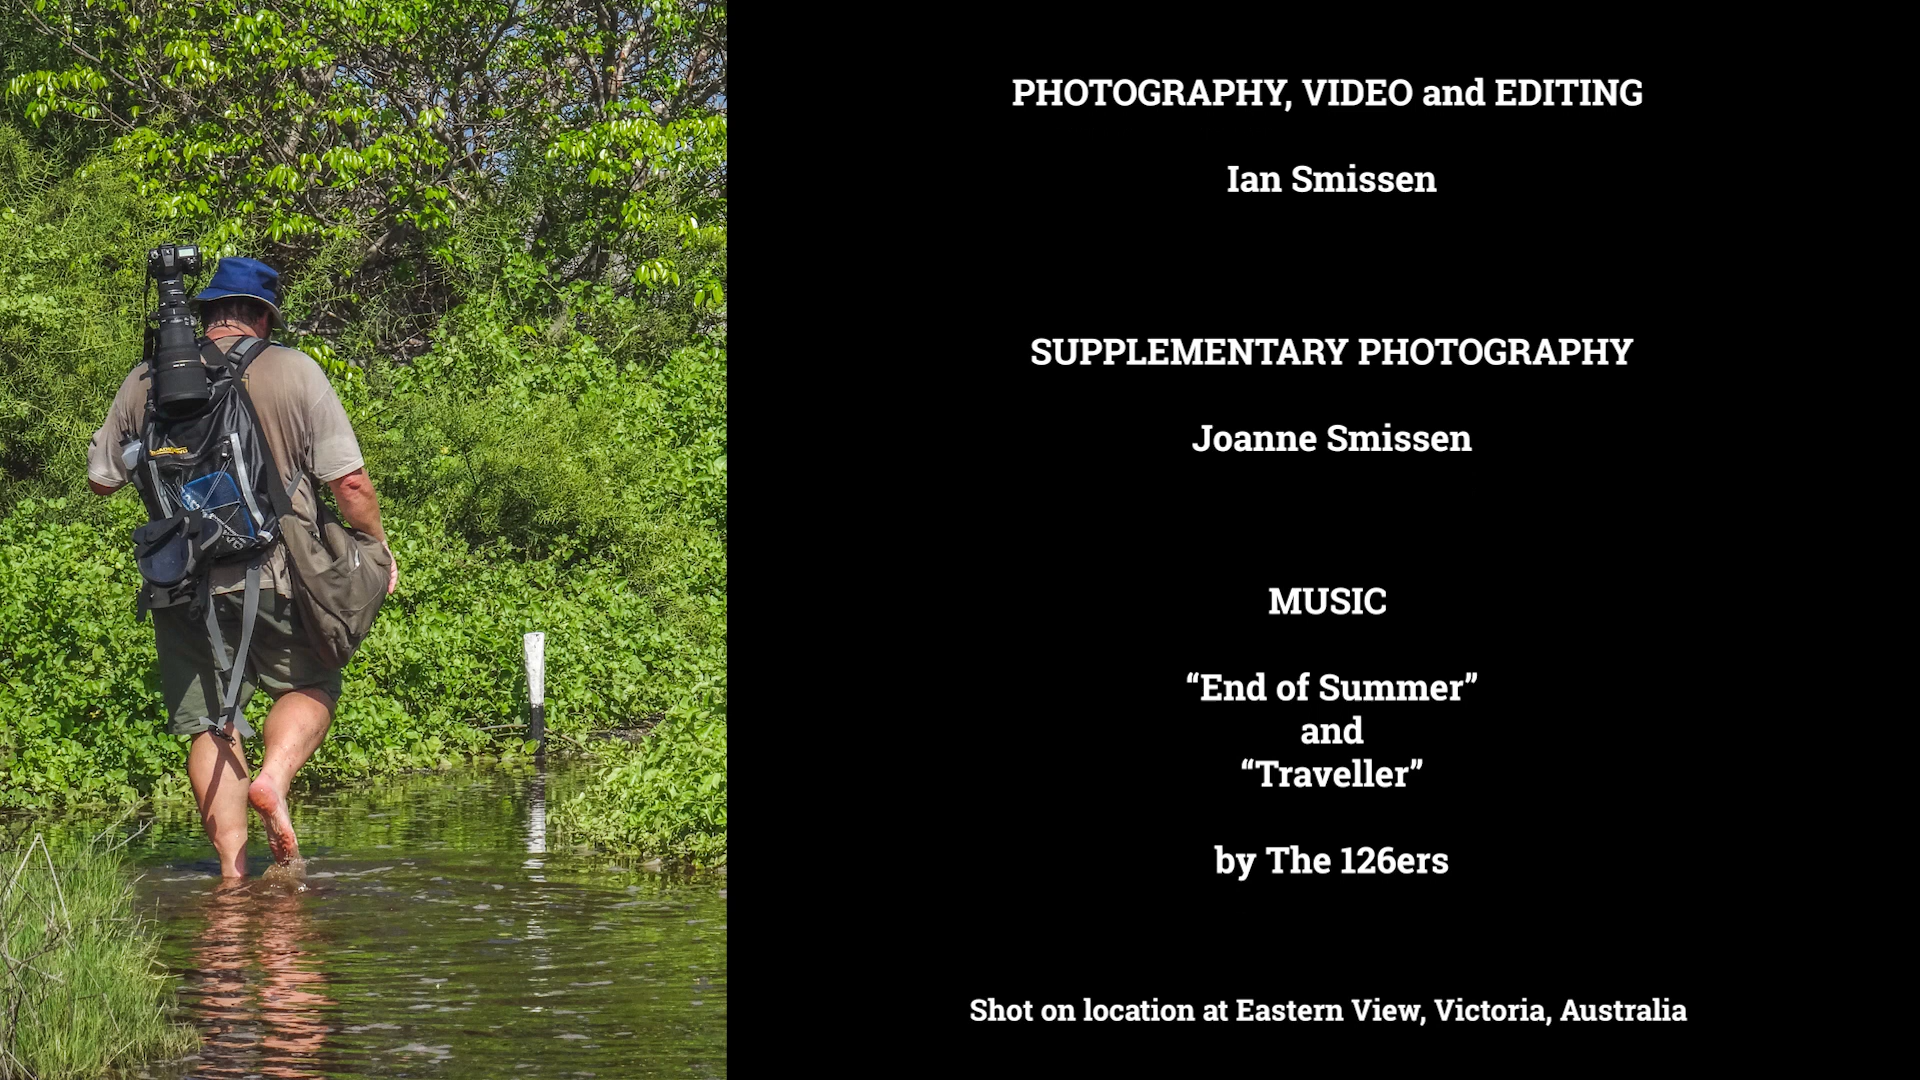 PHOTOGRAPHY, VIDEO and EDITING
Ian Smissen
SUPPLEMENTARY PHOTOGRAPHY
Joanne Smissen
MUSIC
“End of Summer”
and
“Traveller”
by The 126ers
Shot on location at Eastern View, Victoria, Australia